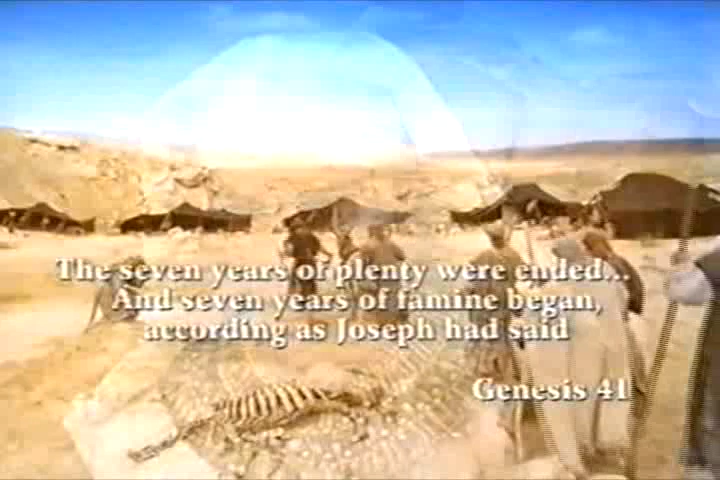 The seven years of plenty were ended...
And seven years of famine began,
according as Joseph had said
Genesis 41